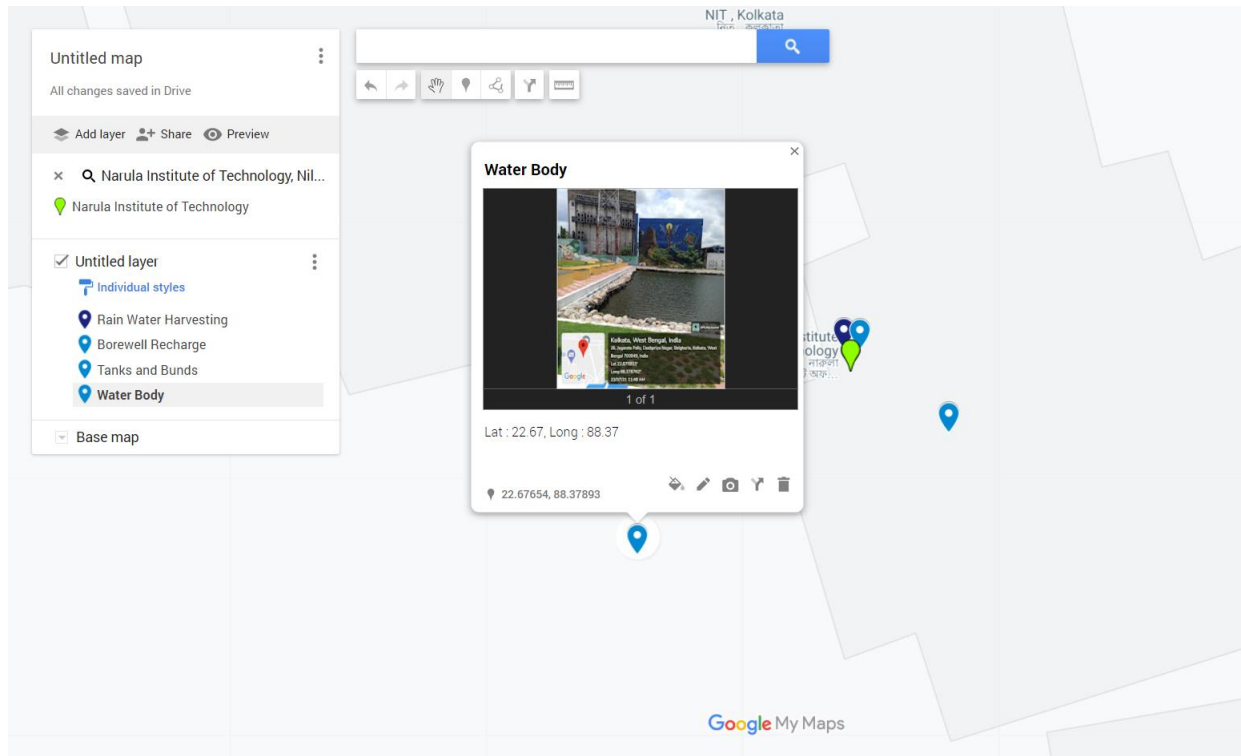 NIT , Kolkata
Untitled map
All changes saved in Drive
Add layer Share Preview
Narula Institute of Technology, Nil...
Narula Institute of Technology
Untitled layer
Individual styles
Rain Water Harvesting
Borewell Recharge
Tanks and Bunds
Water Body
Base map
Water Body
Kolkata, West Bengal, India
Google
1 of 1
Lat : 22.67, Long : 88.37
22.67654, 88.37893
stitute
ology
নারুলা
Google My Maps